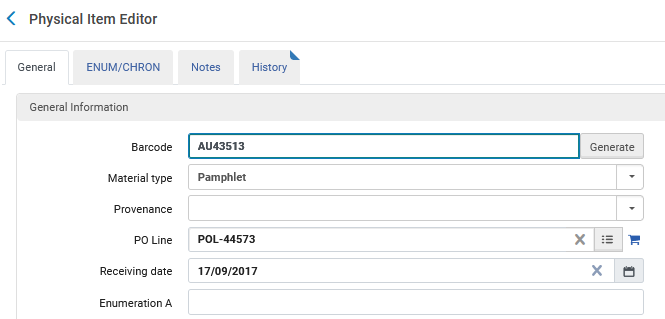 Physical Item Editor
General ENUM/CHRON Notes History
General Information
Barcode AU43513 Generate
Material type Pamphlet
Provenance
PO Line POL-44573
Receiving date 17/09/2017
Enumeration A